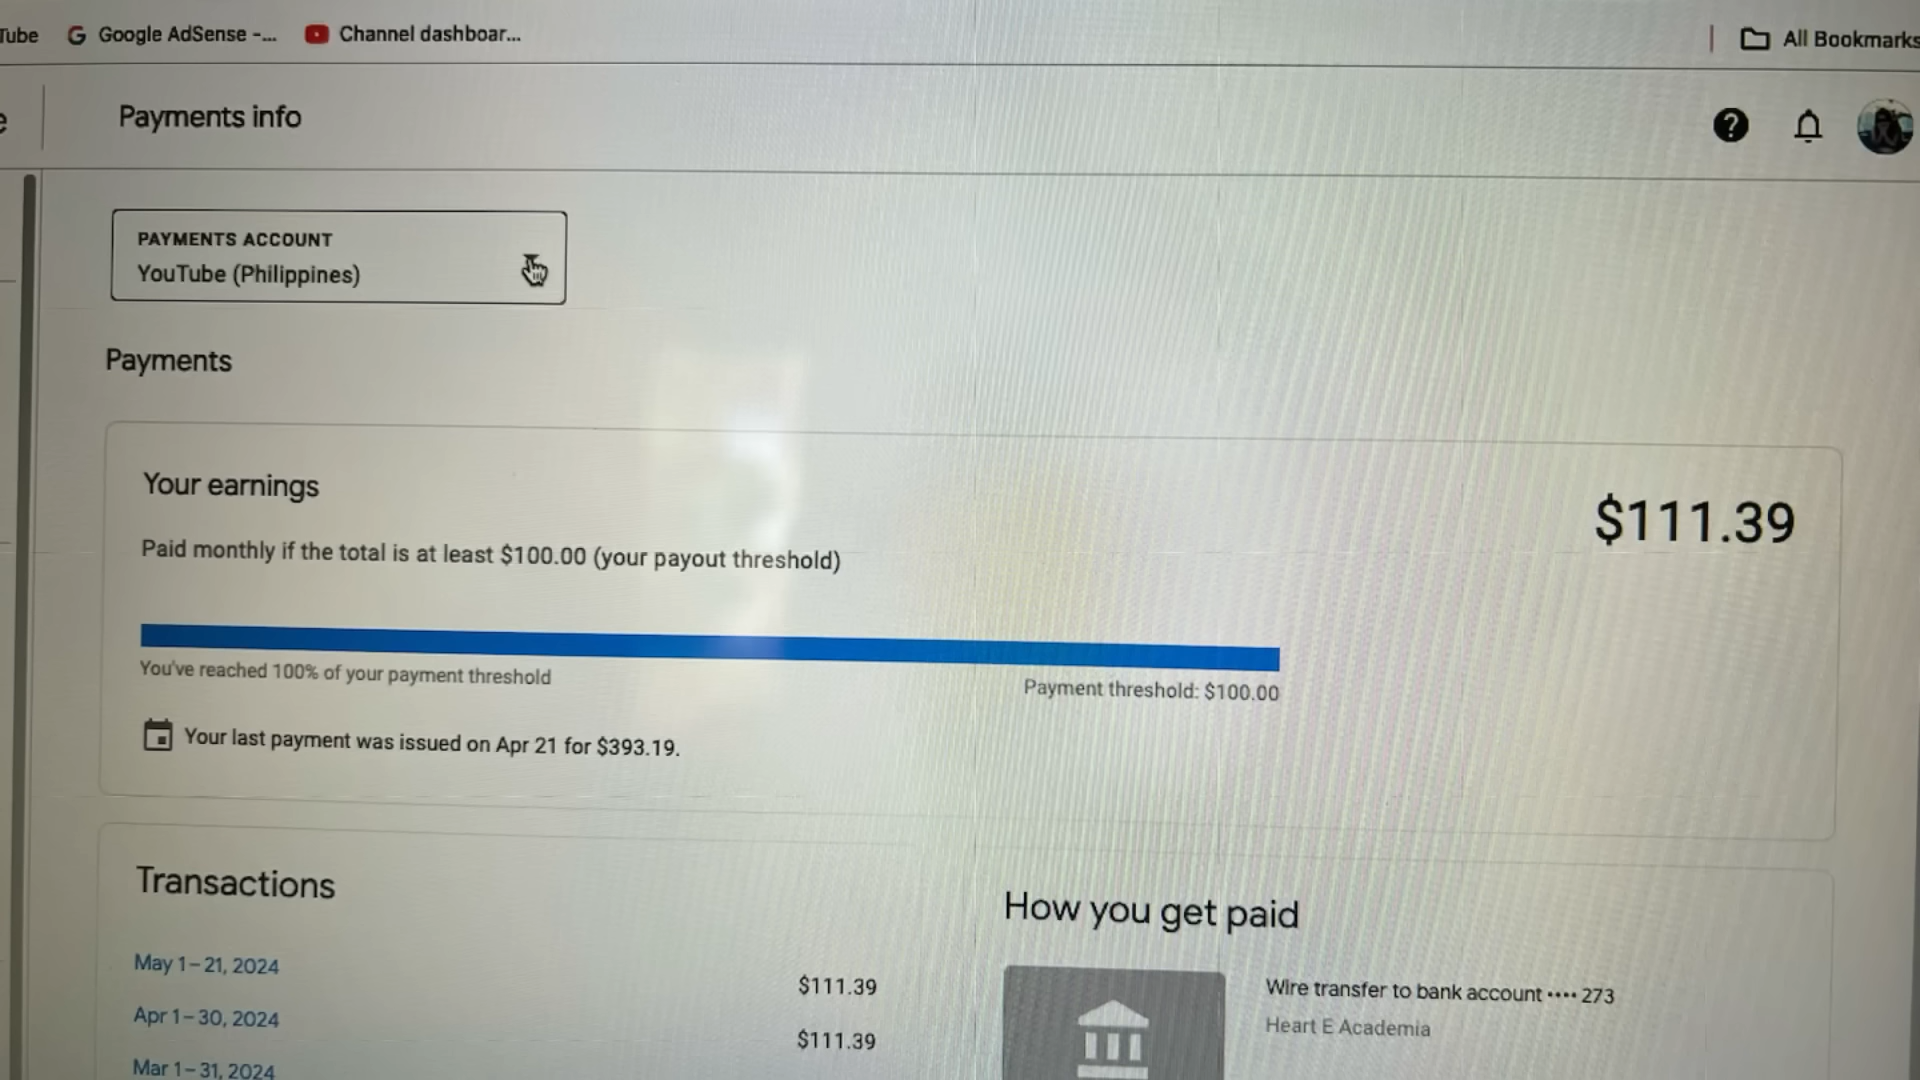 Tube
Google AdSense -...
Channel dashboar...
All Bookmarks
e
Payments info
PAYMENTS ACCOUNT
YouTube (Philippines)
Payments
Your earnings
$111.39
Paid monthly if the total is at least $100.00 (your payout threshold)
You've reached 100% of your payment threshold
Payment threshold: $100.00
Your last payment was issued on Apr 21 for $393.19.
Transactions
May 1–21, 2024
$111.39
Apr 1–30, 2024
$111.39
Mar 1–31, 2024
How you get paid
Wire transfer to bank account •••• 273
Heart E Academia